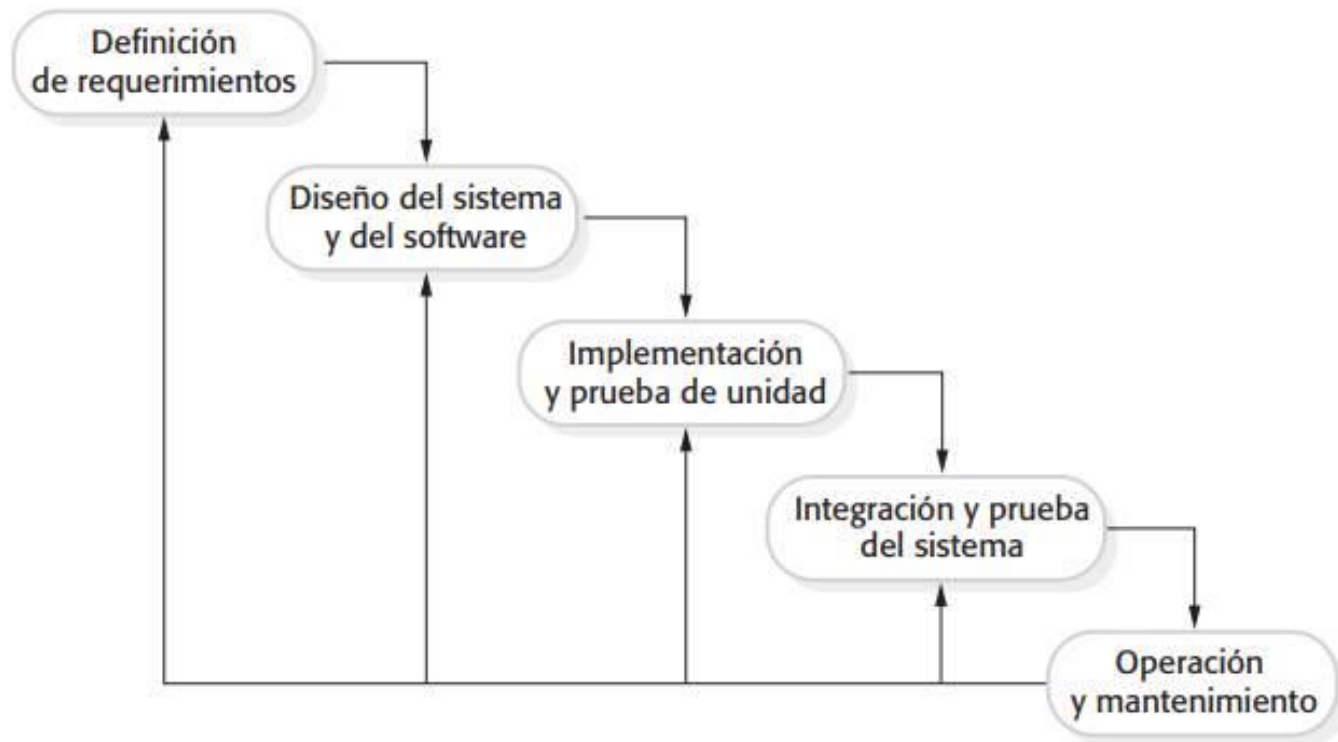 Definición
de requerimientos
Diseño del sistema
y del software
Implementación
y prueba de unidad
Integración y prueba
del sistema
Operación
y mantenimiento